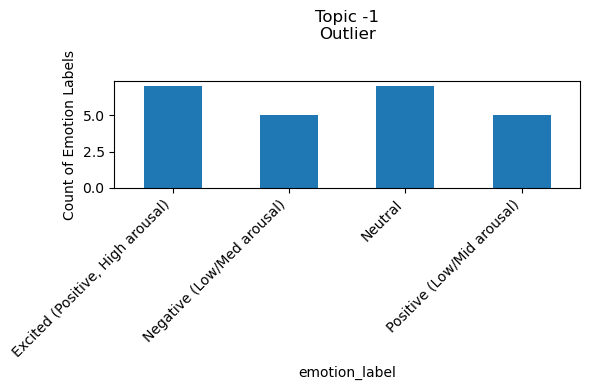 Topic -1
Outlier
Count of Emotion Labels
5.0
2.5
0.0
Excited (Positive, High arousal)
Negative (Low/Med arousal)
Neutral
Positive (Low/Mid arousal)
emotion_label